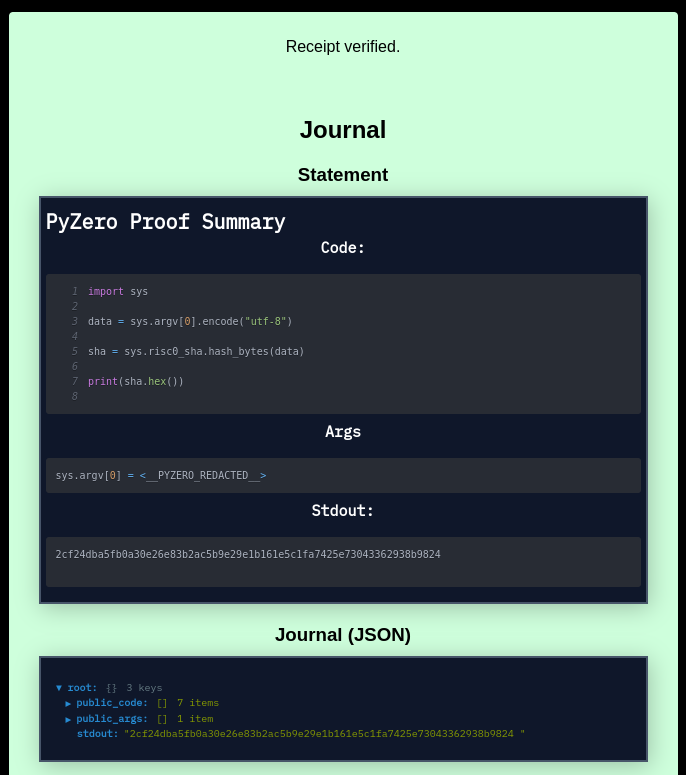 Receipt verified.
Journal
Statement
PyZero Proof Summary
Code:
1 import sys
2
3 data = sys.argv[0].encode("utf-8")
4
5 sha = sys.risc0_sha.hash_bytes(data)
6
7 print(sha.hex())
8
Args
sys.argv[0] = <__PYZERO_REDACTED__>
Stdout:
2cf24dba5fb0a30e26e83b2ac5b9e29e1b161e5c1fa7425e73043362938b9824
Journal (JSON)
▼ root: {} 3 keys
▶ public_code: [] 7 items
▶ public_args: [] 1 item
stdout: "2cf24dba5fb0a30e26e83b2ac5b9e29e1b161e5c1fa7425e73043362938b9824 "